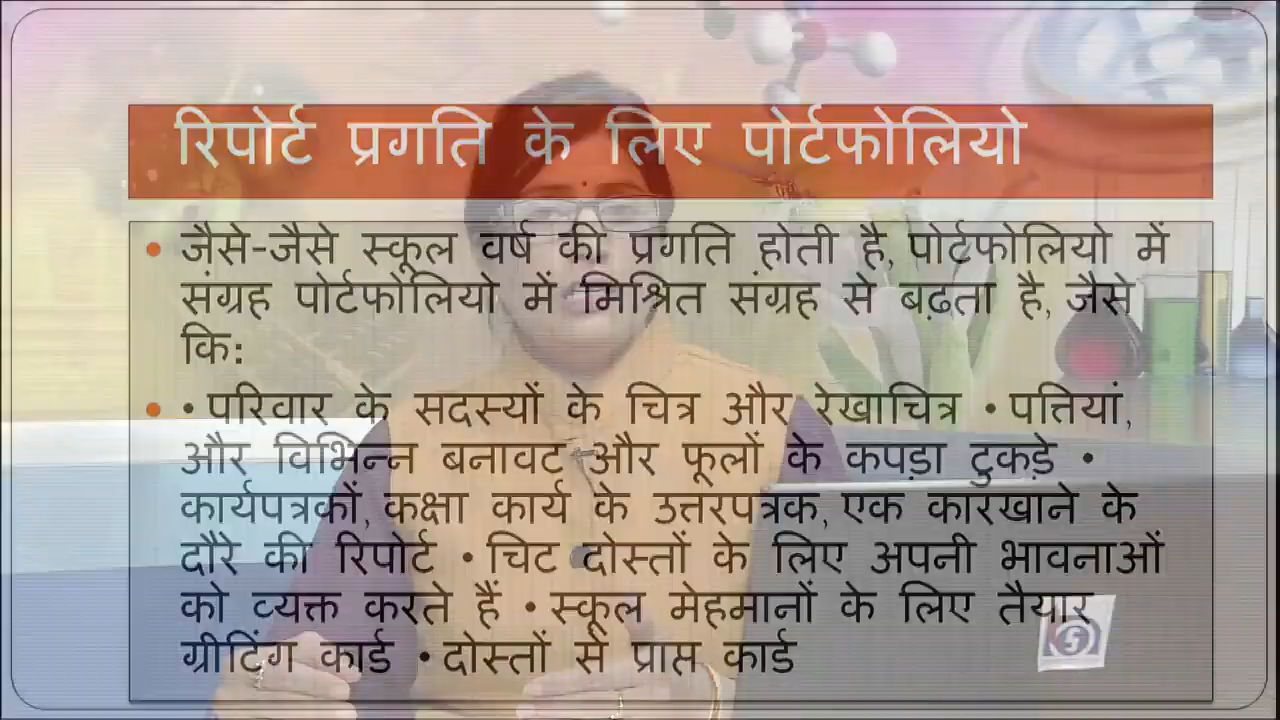 रिपोर्ट प्रगति के लिए पोर्टफोलियो
• जैसे-जैसे स्कूल वर्ष की प्रगति होती है, पोर्टफोलियो में
संग्रह पोर्टफोलियो में मिश्रित संग्रह से बढ़ता है, जैसे
कि:
• • परिवार के सदस्यों के चित्र और रेखाचित्र • पत्तियां,
और विभिन्न बनावट और फूलों के कपड़ा टुकड़े •
कार्यपत्रकों, कक्षा कार्य के उत्तरपत्रक, एक कारखाने के
दौरे की रिपोर्ट • चिट दोस्तों के लिए अपनी भावनाओं
को व्यक्त करते हैं • स्कूल मेहमानों के लिए तैयार
ग्रीटिंग कार्ड • दोस्तों से प्राप्त कार्ड